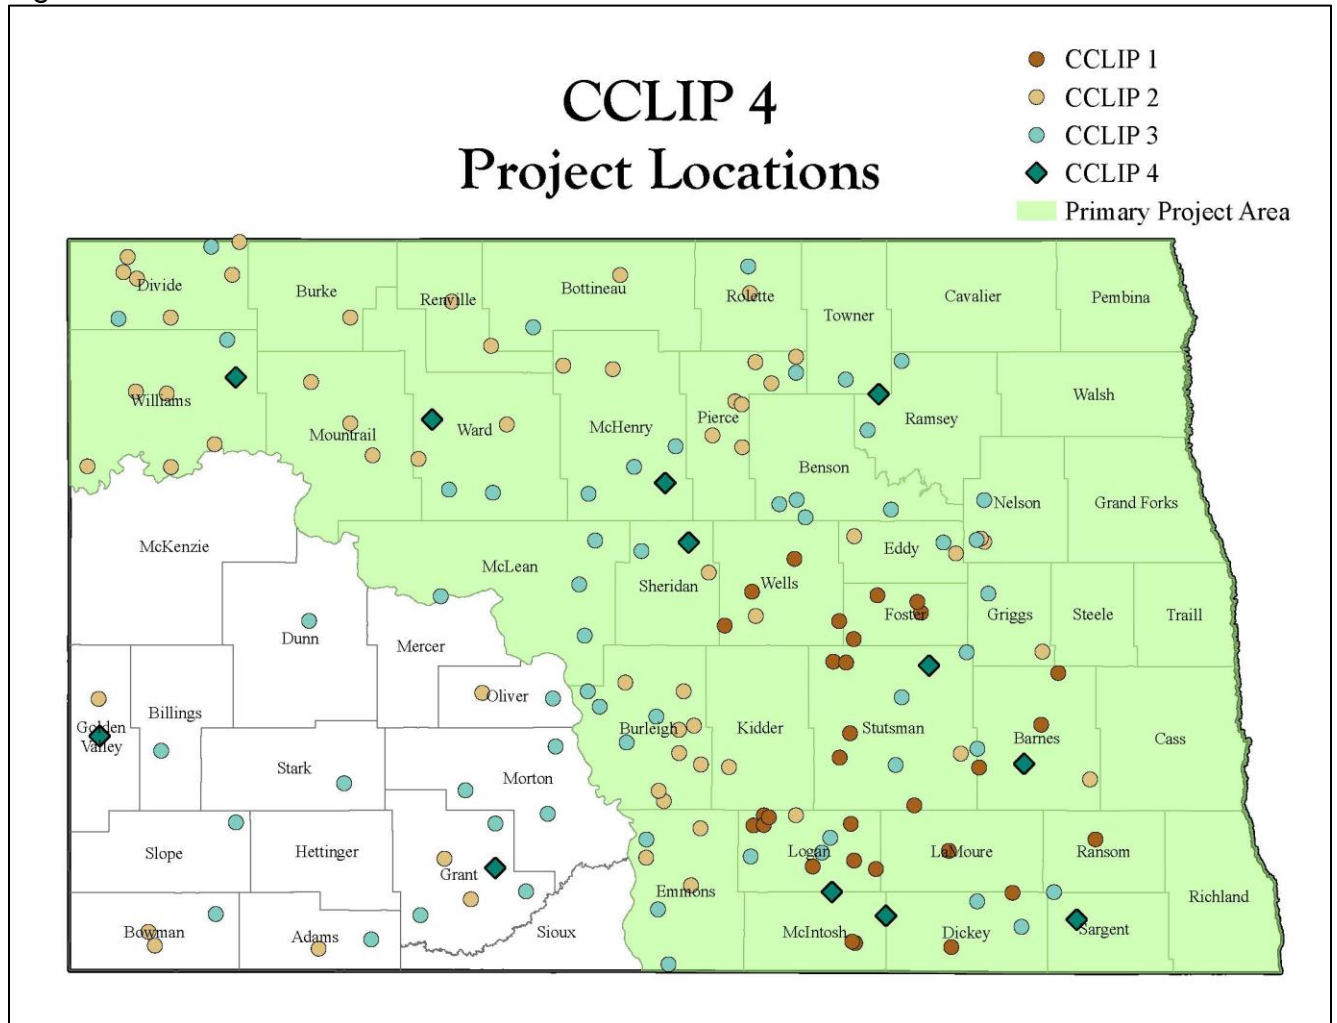 CCLIP 4
Project Locations
CCLIP 1
CCLIP 2
CCLIP 3
CCLIP 4
Primary Project Area
Divide
Burke
Renville
Bottineau
Rolette
Towner
Cavalier
Pembina
Williams
Mountrail
Ward
McHenry
Pierce
Benson
Ramsey
Walsh
Nelson
Grand Forks
McKenzie
McLean
Sheridan
Wells
Eddy
Foster
Griggs
Steele
Traill
Dunn
Mercer
Oliver
Golden
Valley
Billings
Stark
Morton
Burleigh
Kidder
Stutsman
Barnes
Cass
Slope
Hettinger
Grant
Emmons
Logan
LaMoure
Ransom
Richland
Bowman
Adams
Sioux
McIntosh
Dickey
Sargent